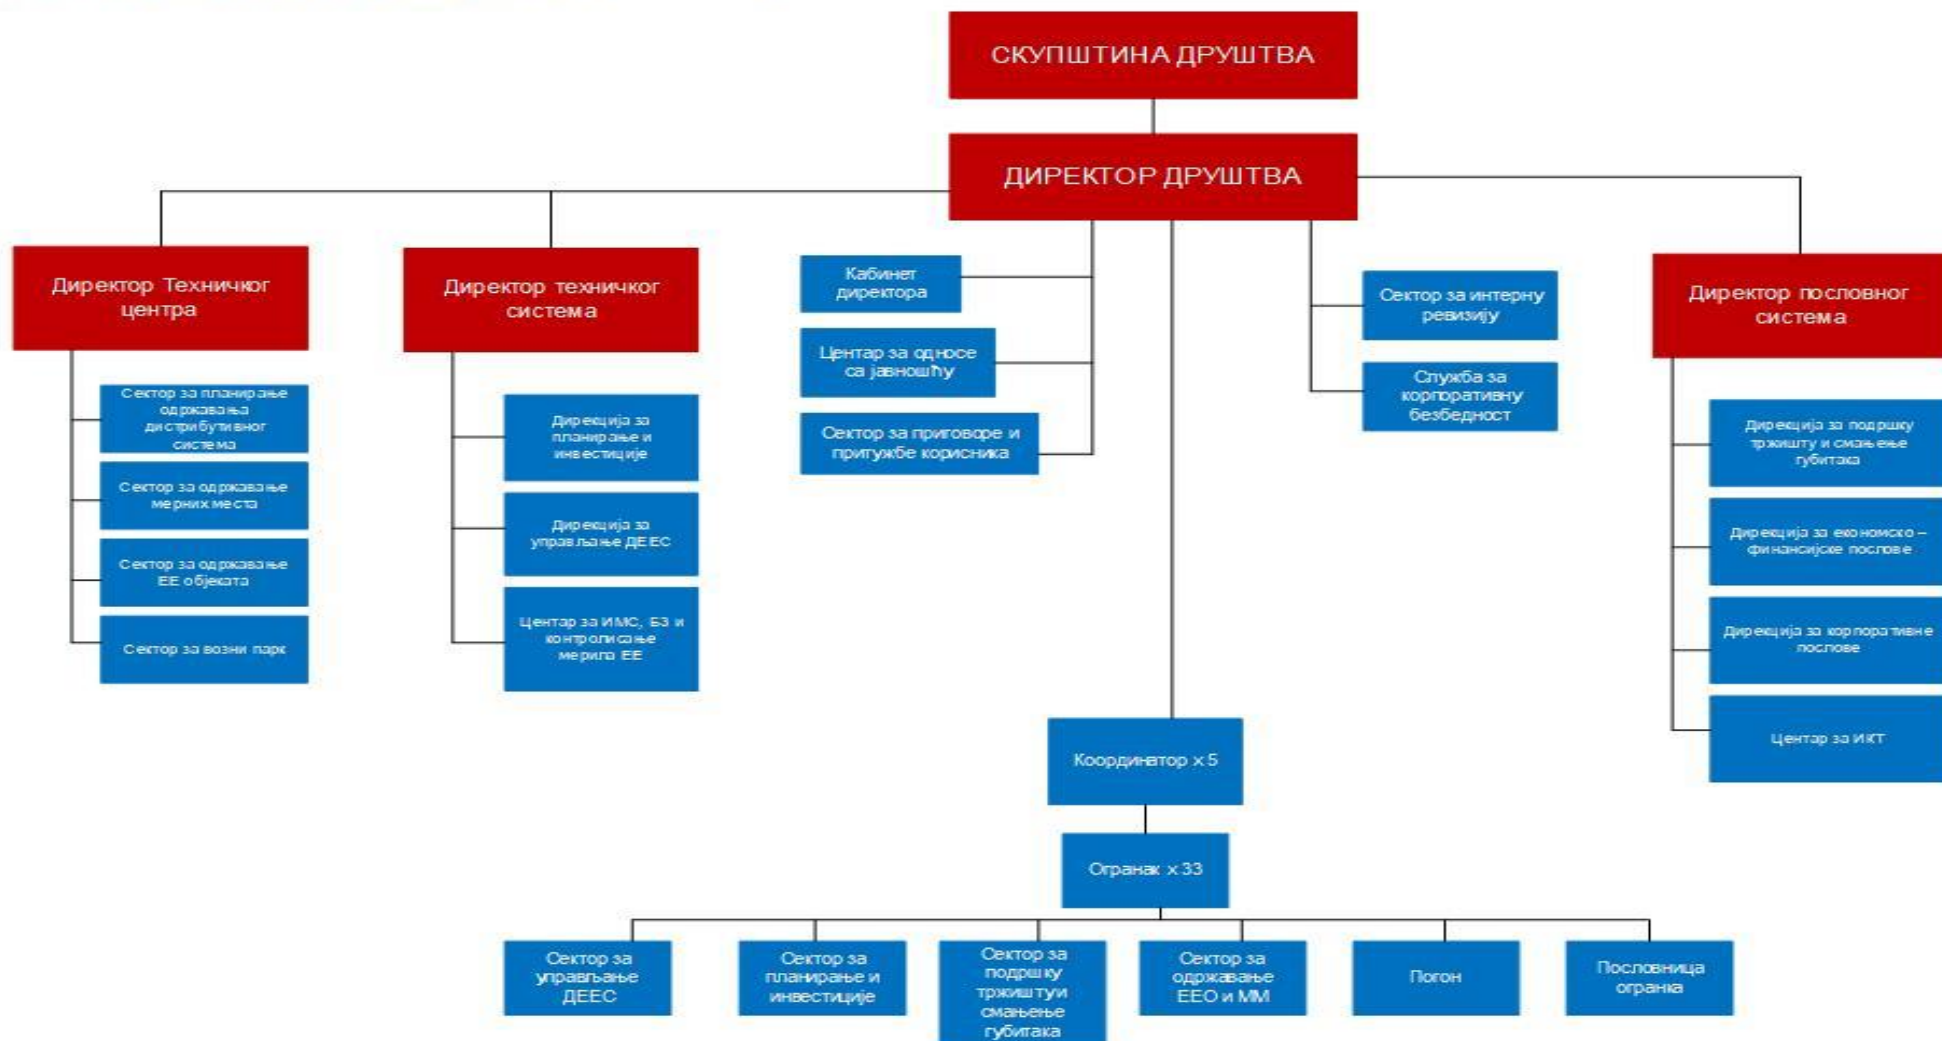 СКУПШТИНА ДРУШТВА
ДИРЕКТОР ДРУШТВА
Директор Техничког
центра
Сектор за планирање
одржавања
дистрибутивног
система
Сектор за одржавање
мерних места
Сектор за одржавање
ЕЕ објеката
Сектор за возни парк
Директор техничког
система
Дирекција за
планирање и
инвестиције
Дирекција за
управљање ДЕЕС
Центар за ИМС, БЗ и
контролисање
мерила ЕЕ
Кабинет
директора
Центар за односе
са јавношћу
Сектор за приговоре и
притужбе корисника
Сектор за интерну
ревизију
Служба за
корпоративну
безбедност
Директор пословног
система
Дирекција за подршку
тржишту и смањење
губитака
Дирекција за економско –
финансијске послове
Дирекција за корпоративне
послове
Центар за ИКТ
Координатор x 5
Огранак x 33
Сектор за
управљање
ДЕЕС
Сектор за
планирање и
инвестиције
Сектор за
подршку
тржишту и
смањење
губитака
Сектор за
одржавање
ЕЕО и ММ
Погон
Пословница
огранка